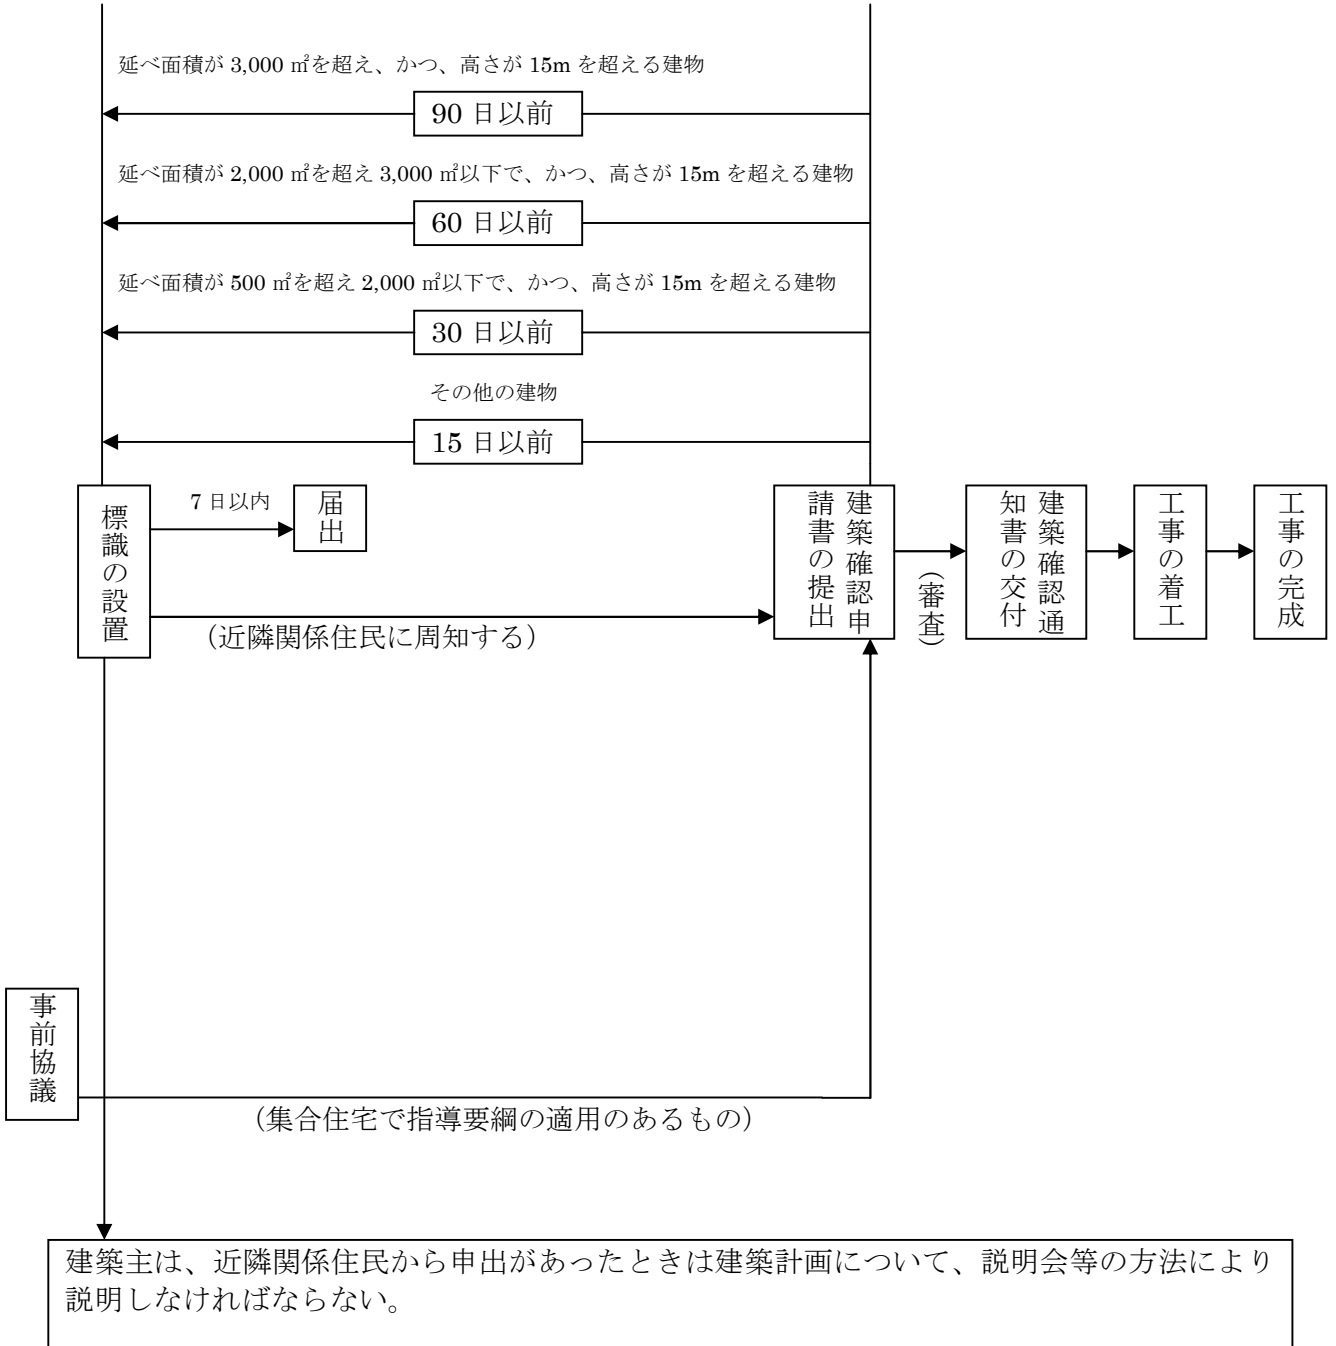 延べ面積が 3,000 ㎡を超え、かつ、高さが 15m を超える建物
90 日以前
延べ面積が 2,000 ㎡を超え 3,000 ㎡以下で、かつ、高さが 15m を超える建物
60 日以前
延べ面積が 500 ㎡を超え 2,000 ㎡以下で、かつ、高さが 15m を超える建物
30 日以前
その他の建物
15 日以前
標識の設置
7 日以内
届出
（近隣関係住民に周知する）
建築確認申
請書の提出
（審査）
建築確認通
知書の交付
工事の着工
工事の完成
事前協議
（集合住宅で指導要綱の適用のあるもの）
建築主は、近隣関係住民から申出があったときは建築計画について、説明会等の方法により
説明しなければならない。